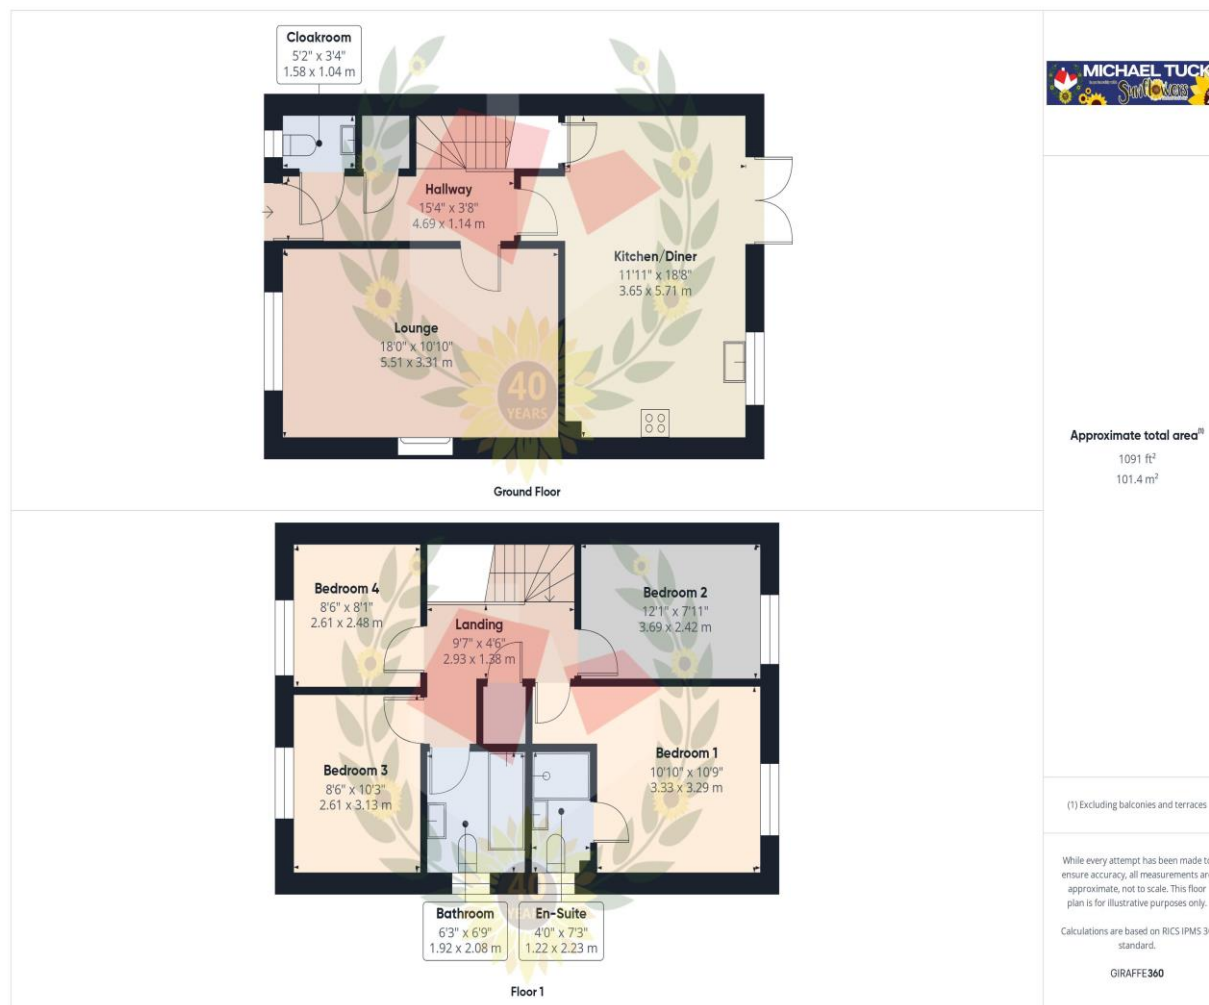 Cloakroom
5'2" x 3'4"
1.58 x 1.04 m
Hallway
15'4" x 3'8"
4.69 x 1.14 m
Kitchen/Diner
11'11" x 18'8"
3.65 x 5.71 m
Lounge
18'0" x 10'10"
5.51 x 3.31 m
40
YEARS
Ground Floor
Bedroom 4
8'6" x 8'1"
2.61 x 2.48 m
Landing
9'7" x 4'6"
2.93 x 1.38 m
Bedroom 2
12'1" x 7'11"
3.69 x 2.42 m
Bedroom 3
8'6" x 10'3"
2.61 x 3.13 m
Bedroom 1
10'10" x 10'9"
3.33 x 3.29 m
40
Bathroom
6'3" x 6'9"
1.92 x 2.08 m
En-Suite
4'0" x 7'3"
1.22 x 2.23 m
Floor 1
MICHAEL TUCK
Sunflowers
Approximate total area(1)
1091 ft²
101.4 m²
(1) Excluding balconies and terraces
While every attempt has been made to
ensure accuracy, all measurements are
approximate, not to scale. This floor
plan is for illustrative purposes only.
Calculations are based on RICS IPMS 3
standard.
GIRAFFE360